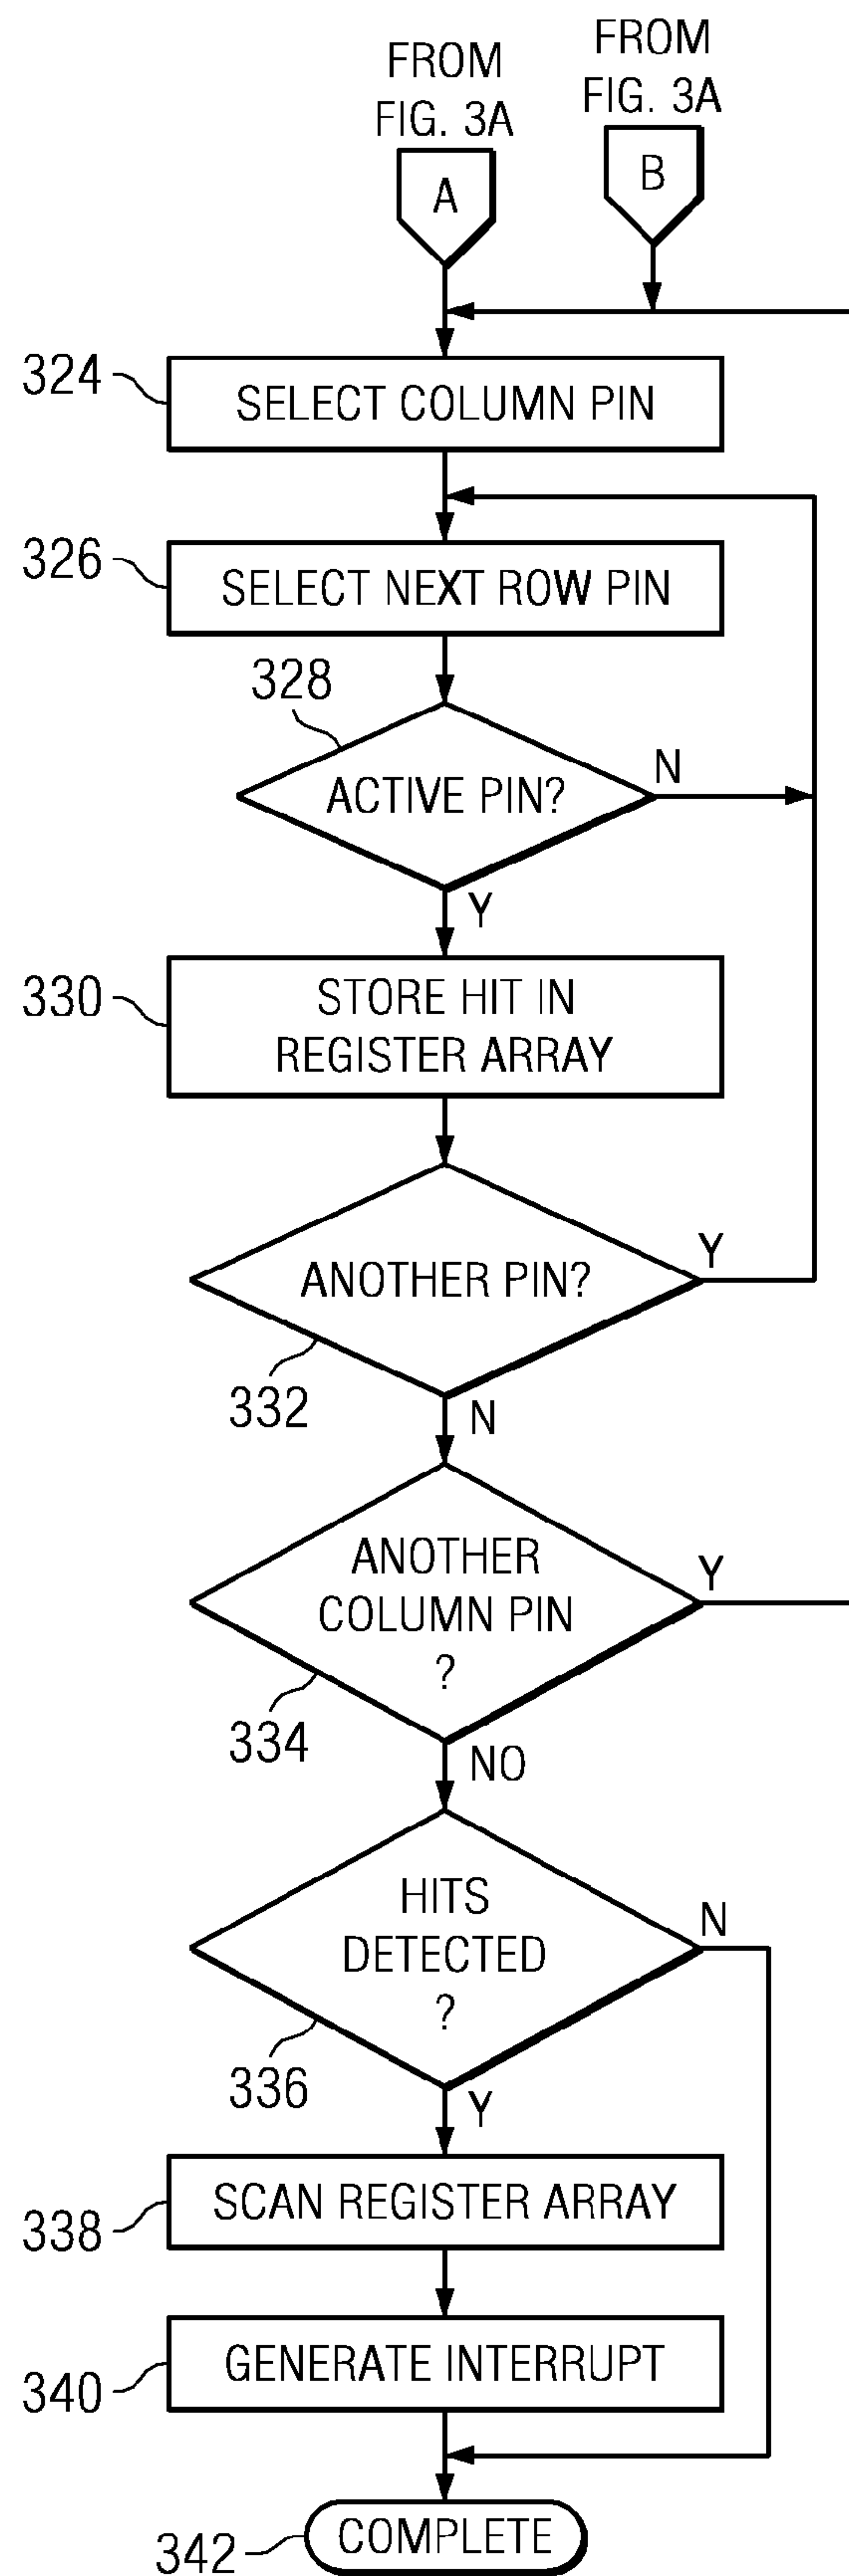 FROM
FIG. 3A
FROM
FIG. 3A
A
B
324
SELECT COLUMN PIN
326
SELECT NEXT ROW PIN
328
ACTIVE PIN?
N
Y
330
STORE HIT IN
REGISTER ARRAY
ANOTHER PIN?
Y
332
N
ANOTHER
COLUMN PIN
?
Y
334
NO
HITS
DETECTED
?
N
336
Y
338
SCAN REGISTER ARRAY
340
GENERATE INTERRUPT
342
COMPLETE